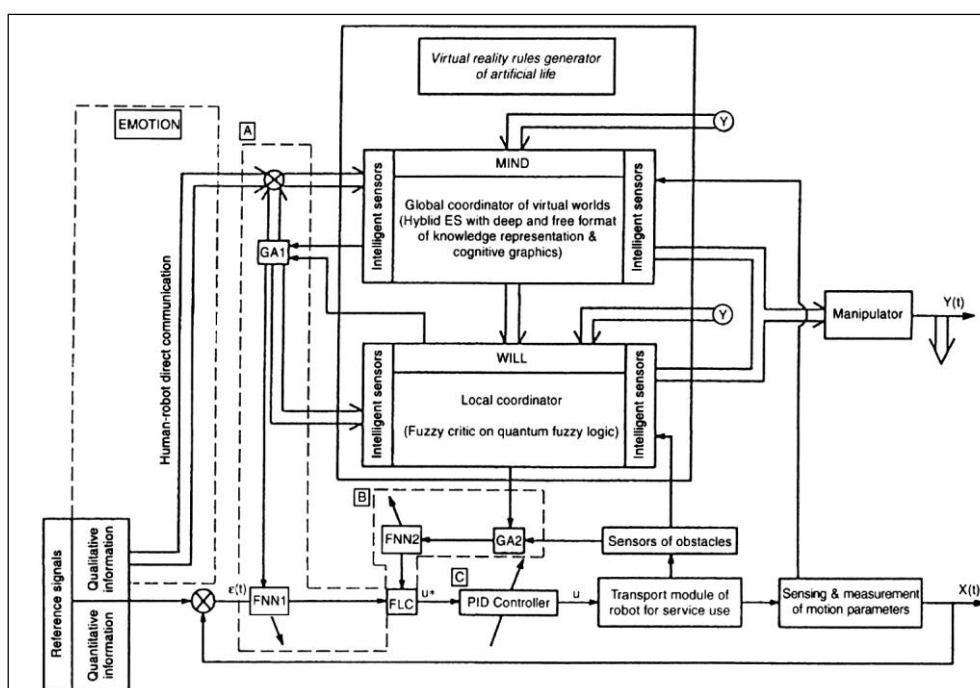 Virtual reality rules generator
of artificial life
EMOTION
A
Y
MIND
Intelligent sensors
Global coordinator of virtual worlds
(Hyblid ES with deep and free format
of knowledge representation &
cognitive graphics)
Intelligent sensors
GA1
Human-robot direct communication
Manipulator
Y(t)
Y
WILL
Intelligent sensors
Local coordinator
(Fuzzy critic on quantum fuzzy logic)
Intelligent sensors
B
FNN2
GA2
Sensors of obstacles
Reference signals
Qualitative
information
Quantitative
information
ε(t)
FNN1
FLC
u*
C
PID Controller
u
Transport module of
robot for service use
Sensing & measurement
of motion parameters
X(t)